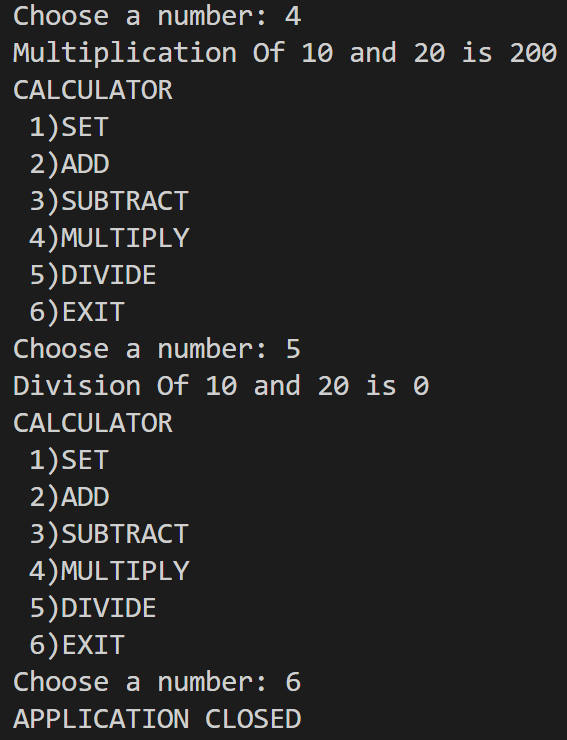 Choose a number: 4
Multiplication Of 10 and 20 is 200
CALCULATOR
 1)SET
 2)ADD
 3)SUBTRACT
 4)MULTIPLY
 5)DIVIDE
 6)EXIT
Choose a number: 5
Division Of 10 and 20 is 0
CALCULATOR
 1)SET
 2)ADD
 3)SUBTRACT
 4)MULTIPLY
 5)DIVIDE
 6)EXIT
Choose a number: 6
APPLICATION CLOSED